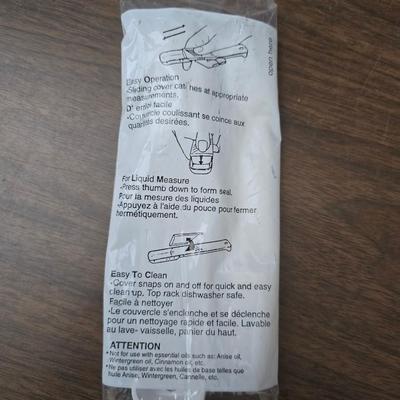 open here
Easy Operation
-Sliding cover catches at appropriate
measurements.
D'emploi facile
-Couvercle coulissant se coince aux
quantités desirées.
For Liquid Measure
-Press thumb down to form seal.
Pour la mesure des liquides
-Appuyez à l'aide du pouce pour fermer
hermétiquement.
Easy To Clean
-Cover snaps on and off for quick and easy
clean up. Top rack dishwasher safe.
Facile à nettoyer
-Le couvercle s'enclenche et se déclenche
pour un nettoyage rapide et facile. Lavable
au lave- vaisselle, panier du haut.
ATTENTION
• Not for use with essential oils such as: Anise oil,
Wintergreen oil, Cinnamon oil, etc.
• Ne pas utiliser avec les huiles de base telles que
huile Anise, Wintergreen, Cannelle, etc.